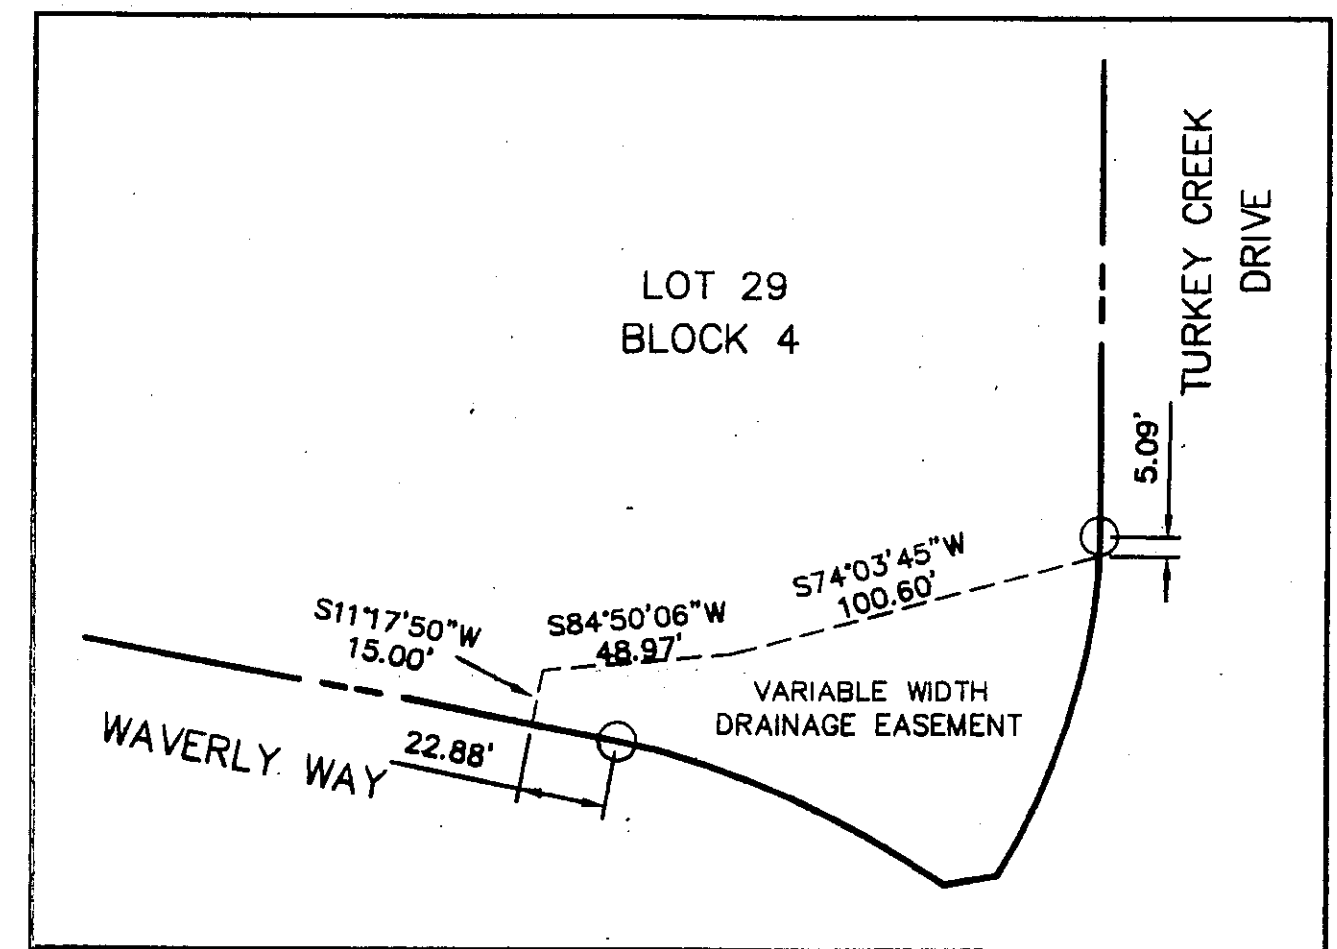 TURKEY CREEK
DRIVE
LOT 29
BLOCK 4
5.09'
S74°03'45"W
100.60'
S84°50'06"W
48.97'
S11°17'50"W
15.00'
VARIABLE WIDTH
DRAINAGE EASEMENT
WAVERLY WAY
22.88'